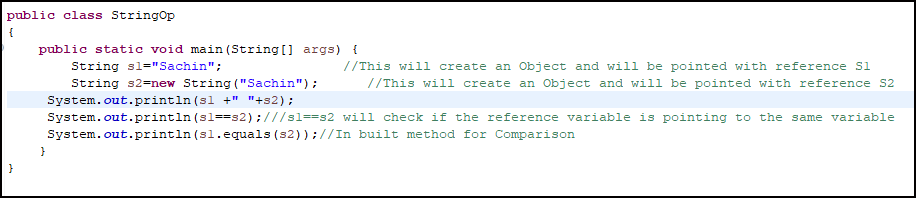 public class StringOp
{
public static void main(String[] args) {
String s1="Sachin"; //This will create an Object and will be pointed with reference S1
String s2=new String("Sachin"); //This will create an Object and will be pointed with reference S2
System.out.println(s1 +" "+s2);
System.out.println(s1==s2);///s1==s2 will check if the reference variable is pointing to the same variable
System.out.println(s1.equals(s2));//In built method for Comparison
}
}